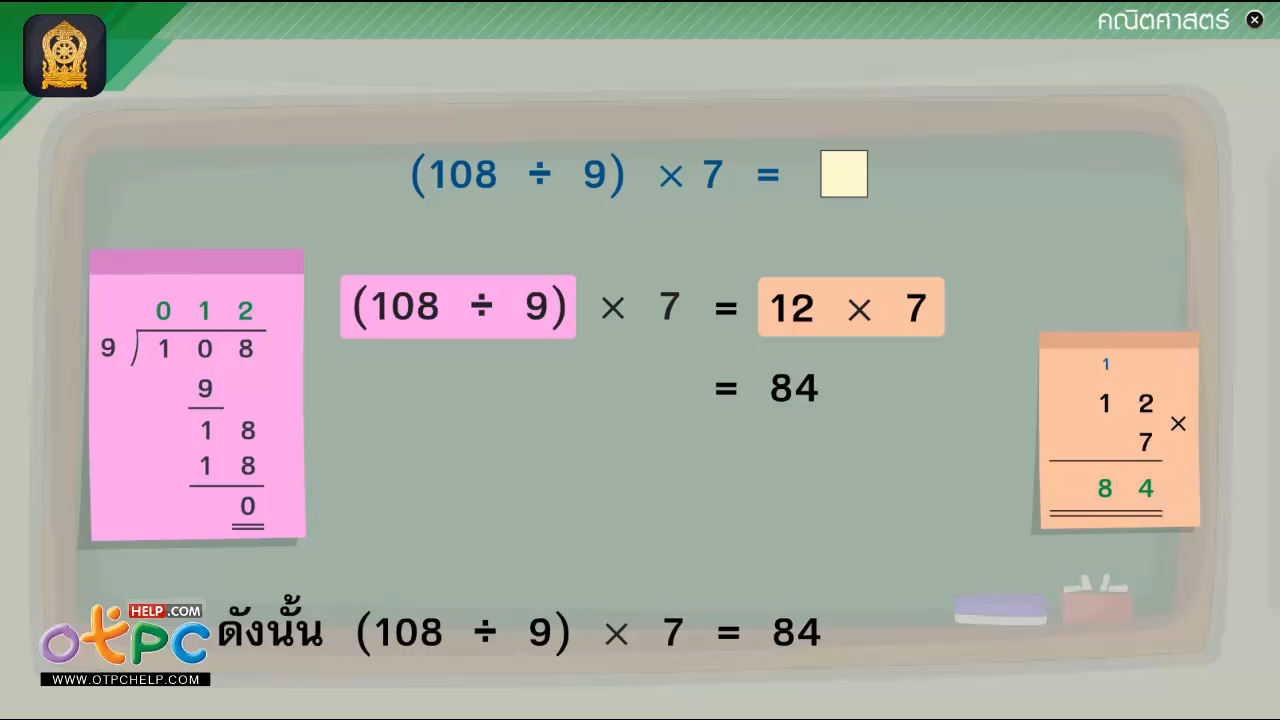 คณิตศาสตร์
(108 ÷ 9) × 7 =
0 1 2
9 ) 1 0 8
9
1 8
1 8
0
(108 ÷ 9) × 7 = 12 × 7
= 84
1
1 2
7 ×
8 4
ดังนั้น (108 ÷ 9) × 7 = 84
HELP .COM
OTPC
WWW.OTPCHELP.COM